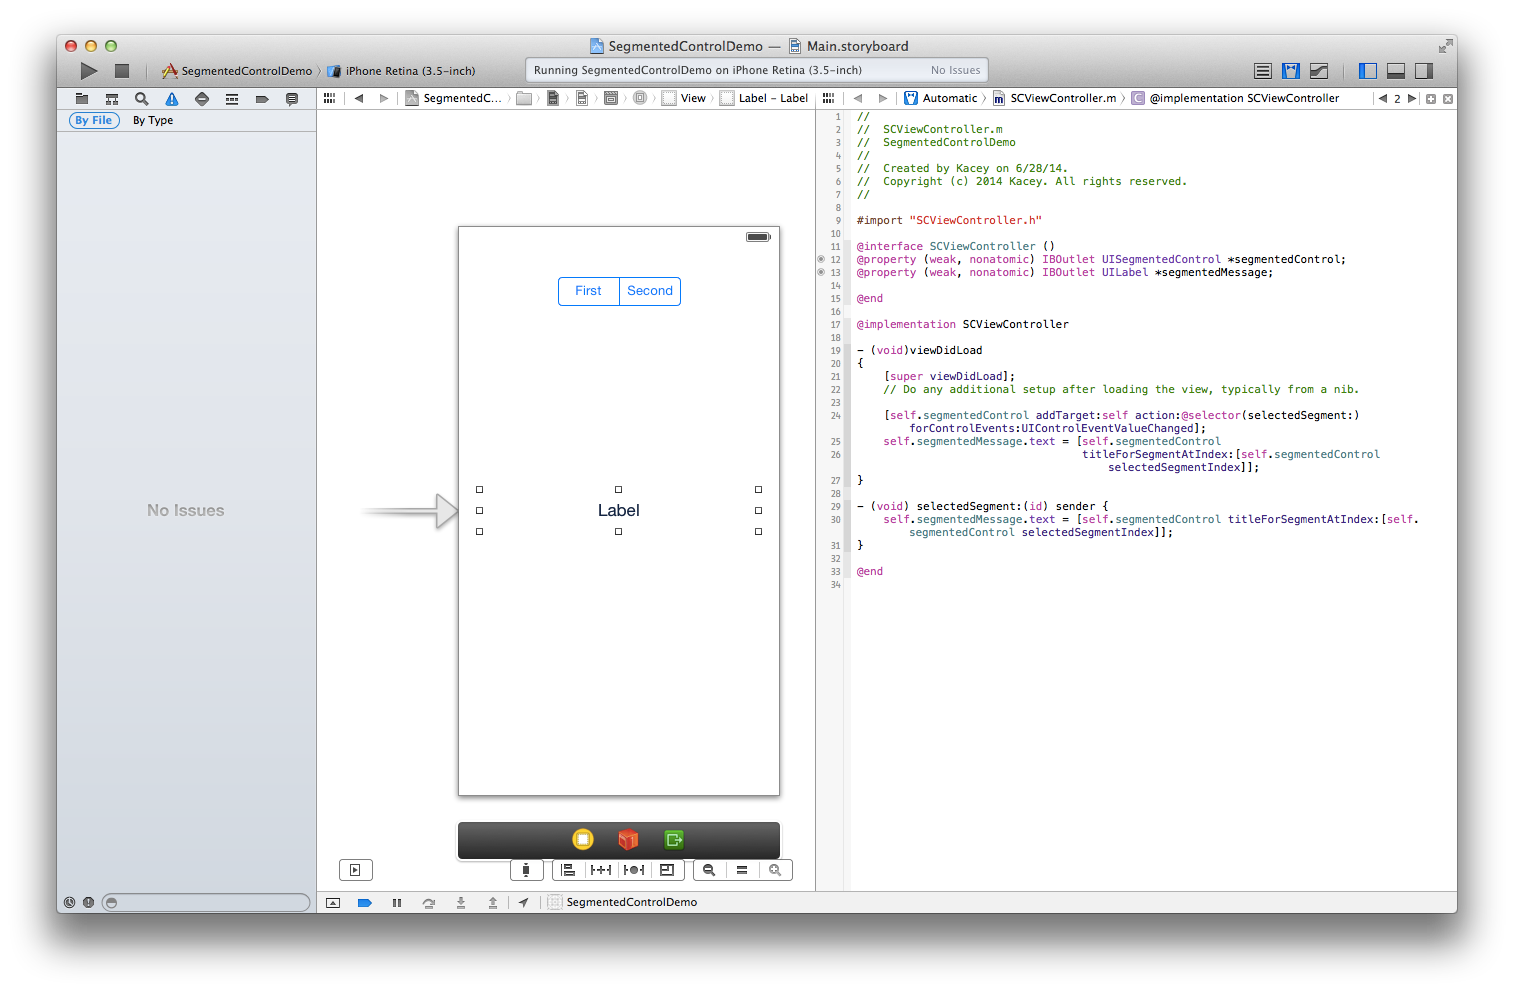 SegmentedControlDemo — Main.storyboard
SegmentedControlDemo 〉 iPhone Retina (3.5-inch)
Running SegmentedControlDemo on iPhone Retina (3.5-inch) No Issues
SegmentedC... 〉 View 〉 Label - Label
Automatic 〉 SCViewController.m 〉 C @implementation SCViewController 2
By File By Type
No Issues
First Second
Label
1 //
2 //  SCViewController.m
3 //  SegmentedControlDemo
4 //
5 //  Created by Kacey on 6/28/14.
6 //  Copyright (c) 2014 Kacey. All rights reserved.
7 //
8
9 #import "SCViewController.h"
10
11 @interface SCViewController ()
12 @property (weak, nonatomic) IBOutlet UISegmentedControl *segmentedControl;
13 @property (weak, nonatomic) IBOutlet UILabel *segmentedMessage;
14
15 @end
16
17 @implementation SCViewController
18
19 - (void)viewDidLoad
20 {
21     [super viewDidLoad];
22     // Do any additional setup after loading the view, typically from a nib.
23
24     [self.segmentedControl addTarget:self action:@selector(selectedSegment:)
forControlEvents:UIControlEventValueChanged];
25     self.segmentedMessage.text = [self.segmentedControl
26     titleForSegmentAtIndex:[self.segmentedControl
selectedSegmentIndex]];
27 }
28
29 - (void) selectedSegment:(id) sender {
30     self.segmentedMessage.text = [self.segmentedControl titleForSegmentAtIndex:[self.
segmentedControl selectedSegmentIndex]];
31 }
32
33 @end
34
SegmentedControlDemo